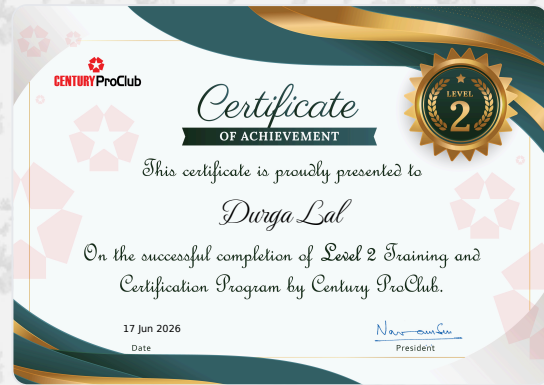 CENTURY ProClub
LEVEL
2
Certificate
OF ACHIEVEMENT
This certificate is proudly presented to
Durga Lal
On the successful completion of Level 2 Training and
Certification Program by Century ProClub.
17 Jun 2026
Date
President